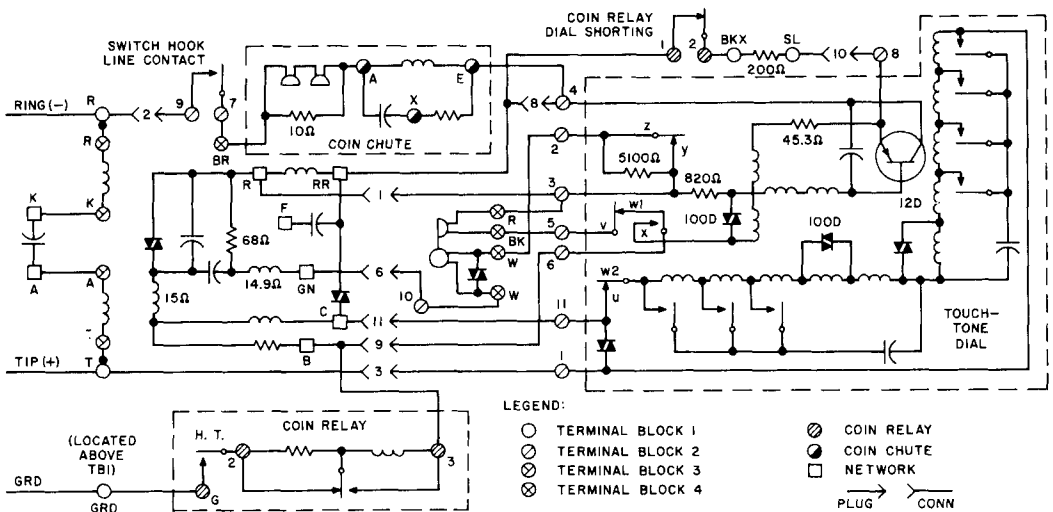 COIN RELAY
DIAL SHORTING
1
2
BKX
SL
200Ω
10
8
SWITCH HOOK
LINE CONTACT
RING (-)
R
2
9
7
BR
A
E
X
10Ω
COIN CHUTE
4
8
2
Z
y
5100Ω
45.3Ω
820Ω
12D
R
K
K
A
A
T
R
RR
1
3
F
68Ω
R
BK
W
W
5
6
v
W1
X
100D
100D
15Ω
14.9Ω
GN
6
10
C
11
11
W2
u
B
9
TIP (+)
3
1
TOUCH-
TONE
DIAL
COIN RELAY
H. T.
2
3
G
(LOCATED
ABOVE
TB1)
GRD
GRD
LEGEND:
TERMINAL BLOCK 1
TERMINAL BLOCK 2
TERMINAL BLOCK 3
TERMINAL BLOCK 4
COIN RELAY
COIN CHUTE
NETWORK
PLUG
CONN